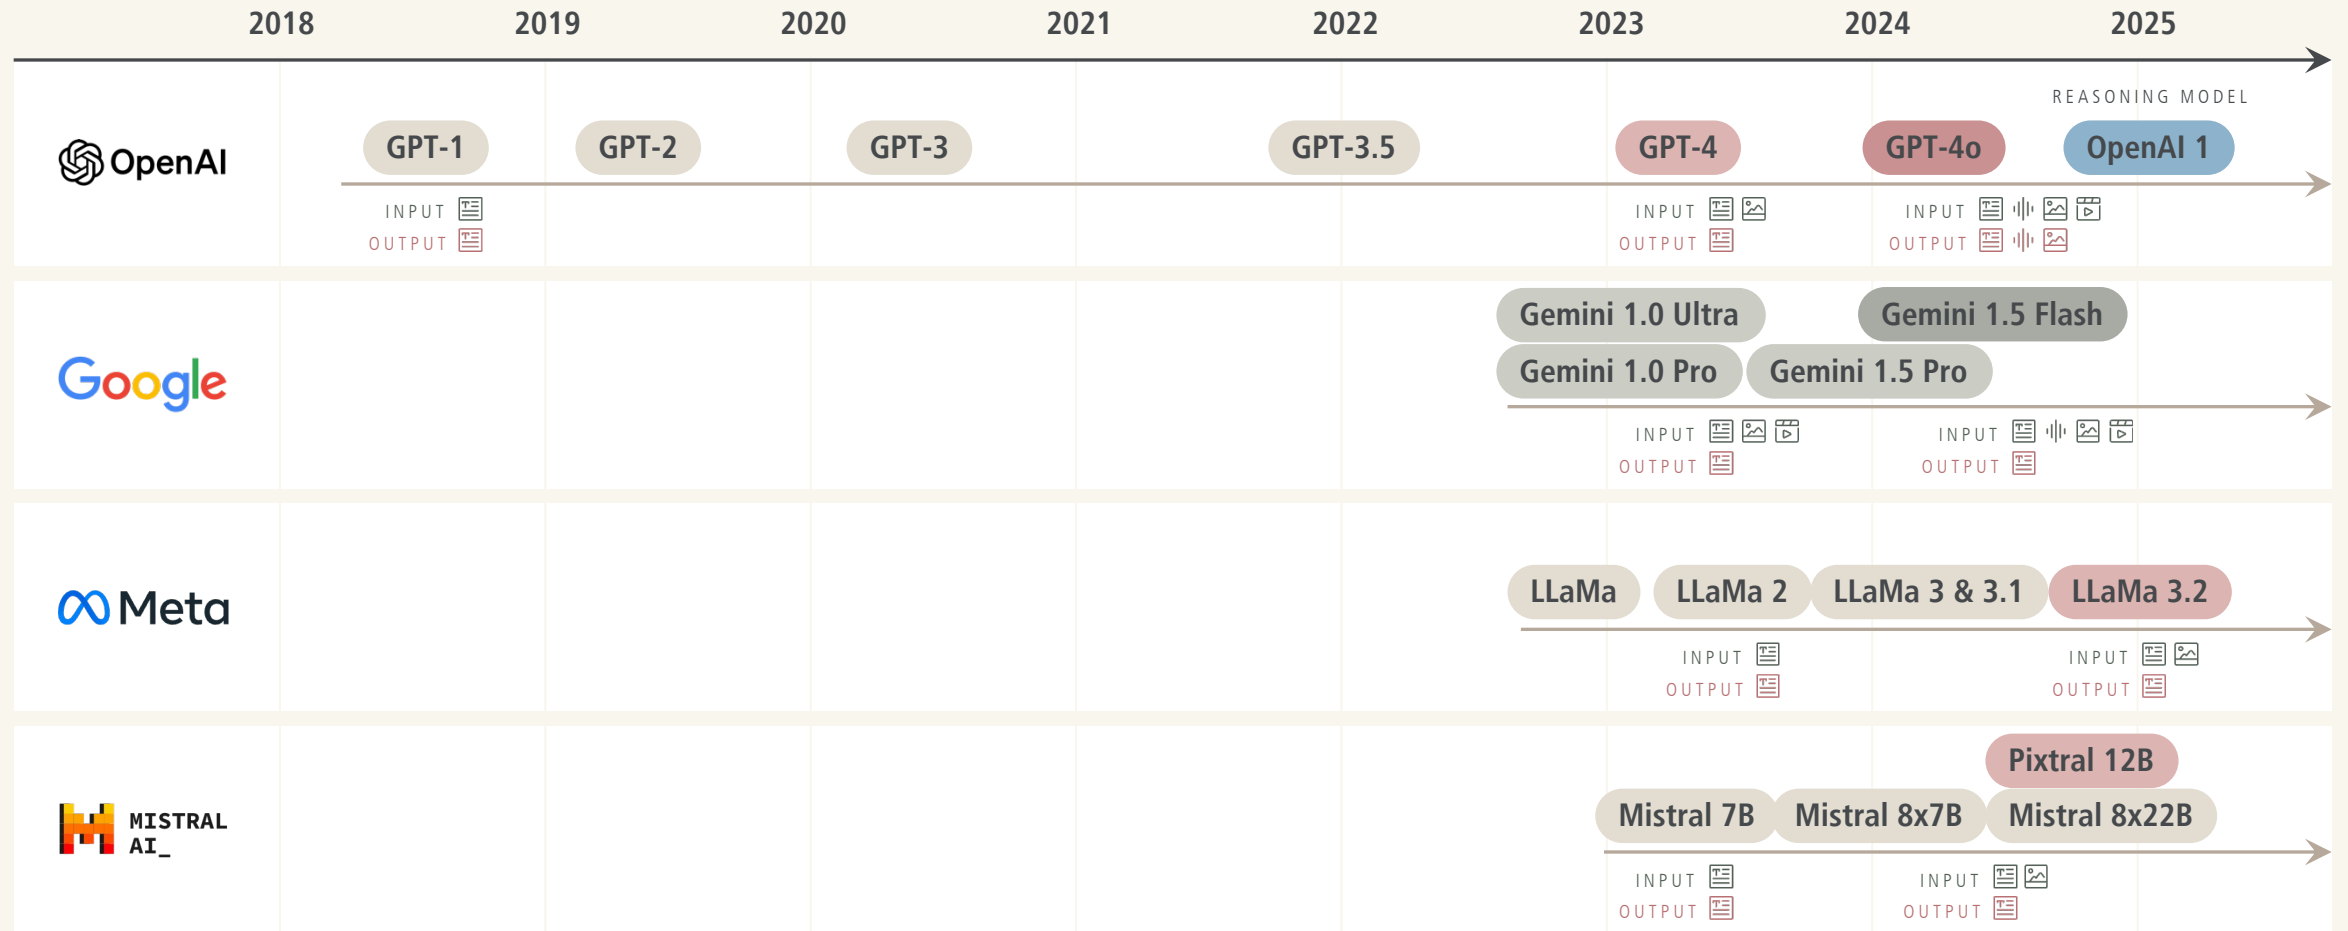 2018 2019 2020 2021 2022 2023 2024 2025
REASONING MODEL
OpenAI GPT-1 GPT-2 GPT-3 GPT-3.5 GPT-4 GPT-4o OpenAI 1
INPUT INPUT INPUT
OUTPUT OUTPUT OUTPUT
Gemini 1.0 Ultra Gemini 1.5 Flash
Google Gemini 1.0 Pro Gemini 1.5 Pro
INPUT INPUT
OUTPUT OUTPUT
Meta LLaMa LLaMa 2 LLaMa 3 & 3.1 LLaMa 3.2
INPUT INPUT
OUTPUT OUTPUT
Pixtral 12B
MISTRAL Mistral 7B Mistral 8x7B Mistral 8x22B
AI_
INPUT INPUT
OUTPUT OUTPUT